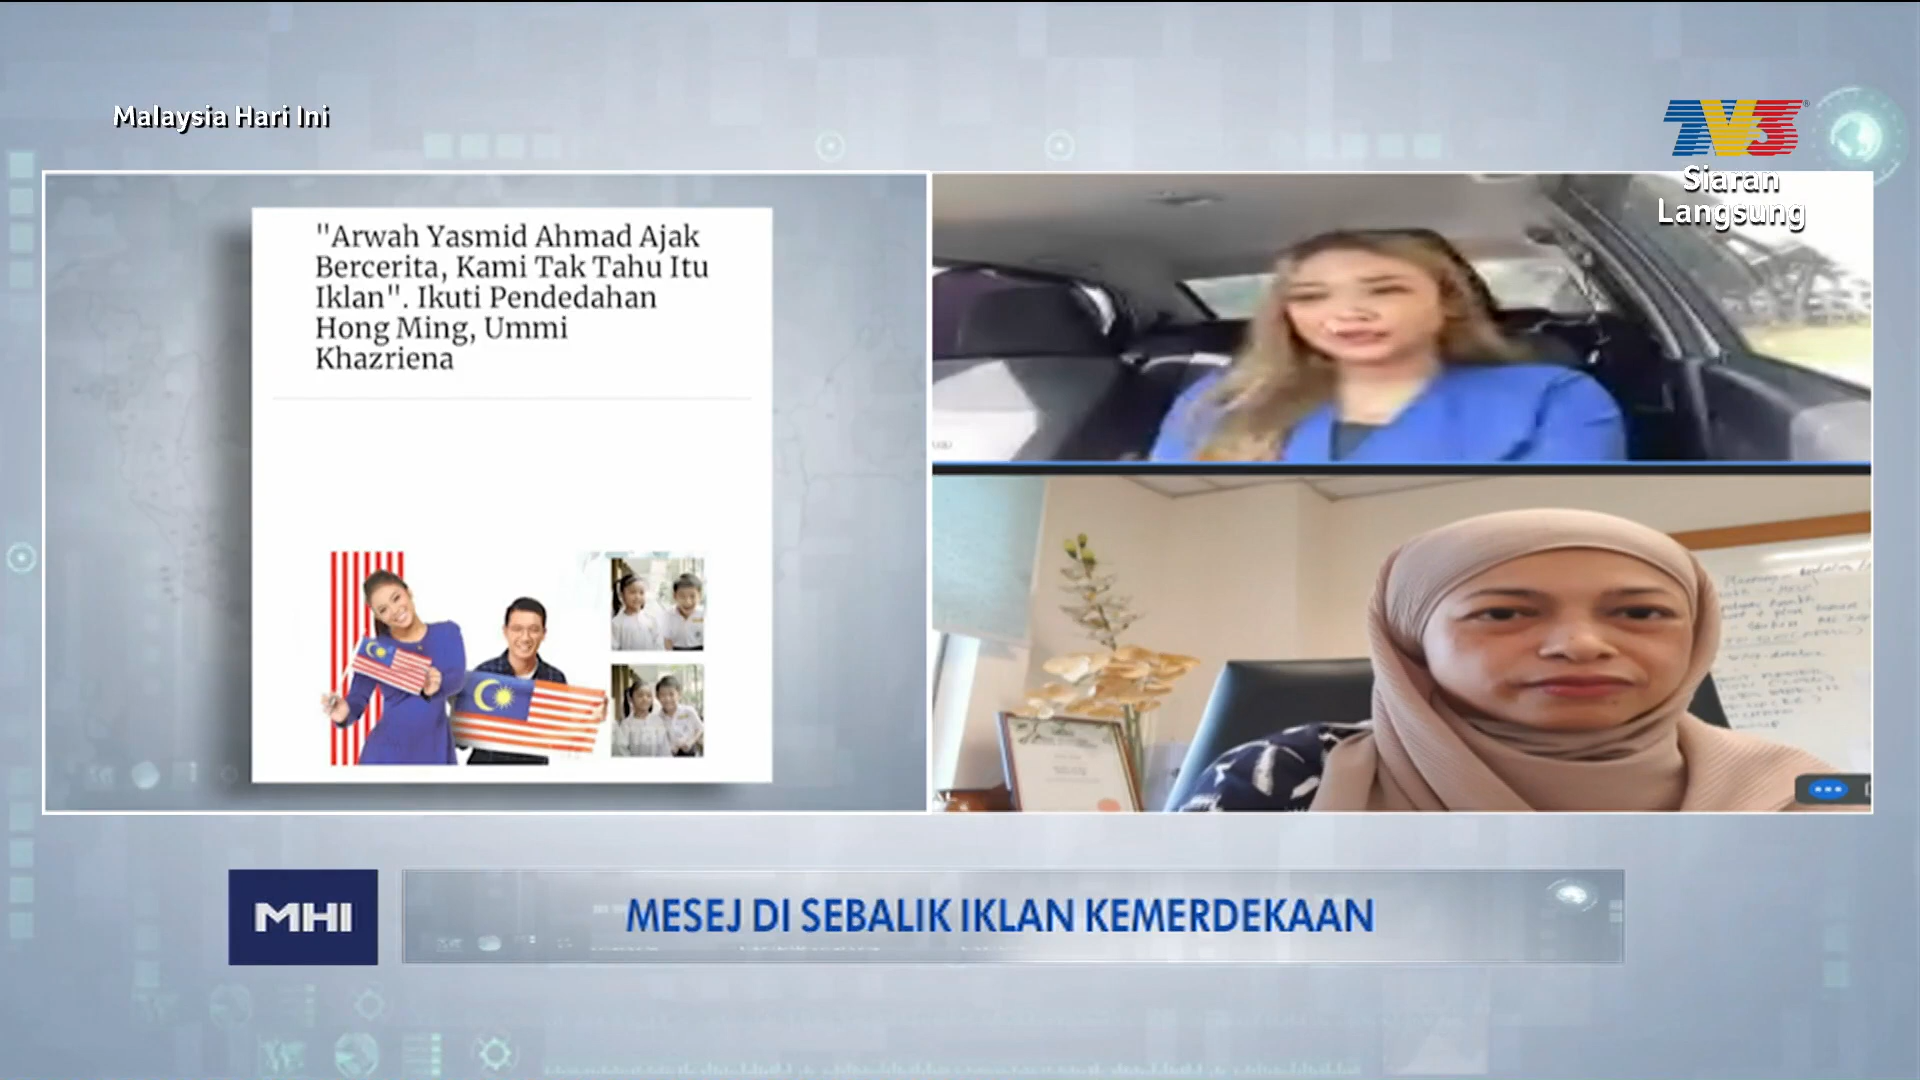 Malaysia Hari Ini
TV3
Siaran
Langsung
"Arwah Yasmid Ahmad Ajak
Bercerita, Kami Tak Tahu Itu
Iklan". Ikuti Pendedahan
Hong Ming, Ummi
Khazriena
MHI
MESEJ DI SEBALIK IKLAN KEMERDEKAAN